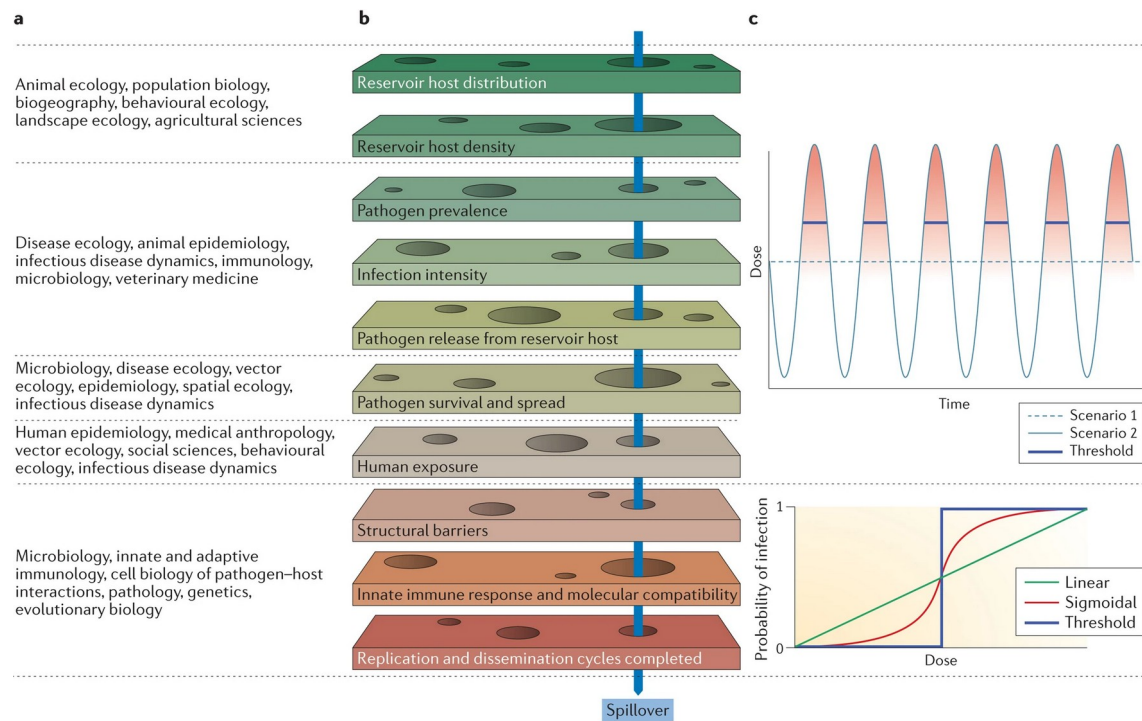 a
b
c
Animal ecology, population biology,
biogeography, behavioural ecology,
landscape ecology, agricultural sciences
Disease ecology, animal epidemiology,
infectious disease dynamics, immunology,
microbiology, veterinary medicine
Microbiology, disease ecology, vector
ecology, epidemiology, spatial ecology,
infectious disease dynamics
Human epidemiology, medical anthropology,
vector ecology, social sciences, behavioural
ecology, infectious disease dynamics
Microbiology, innate and adaptive
immunology, cell biology of pathogen–host
interactions, pathology, genetics,
evolutionary biology
Reservoir host distribution
Reservoir host density
Pathogen prevalence
Infection intensity
Pathogen release from reservoir host
Pathogen survival and spread
Human exposure
Structural barriers
Innate immune response and molecular compatibility
Replication and dissemination cycles completed
Spillover
Dose
Time
Scenario 1
Scenario 2
Threshold
Probability of infection
1
0
Dose
Linear
Sigmoidal
Threshold